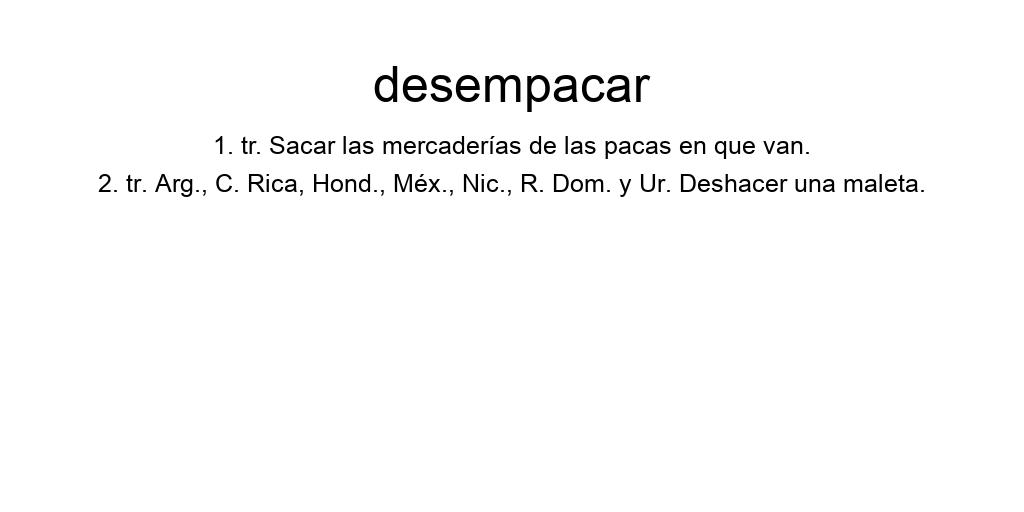 desempacar
1. tr. Sacar las mercaderías de las pacas en que van.
2. tr. Arg., C. Rica, Hond., Méx., Nic., R. Dom. y Ur. Deshacer una maleta.